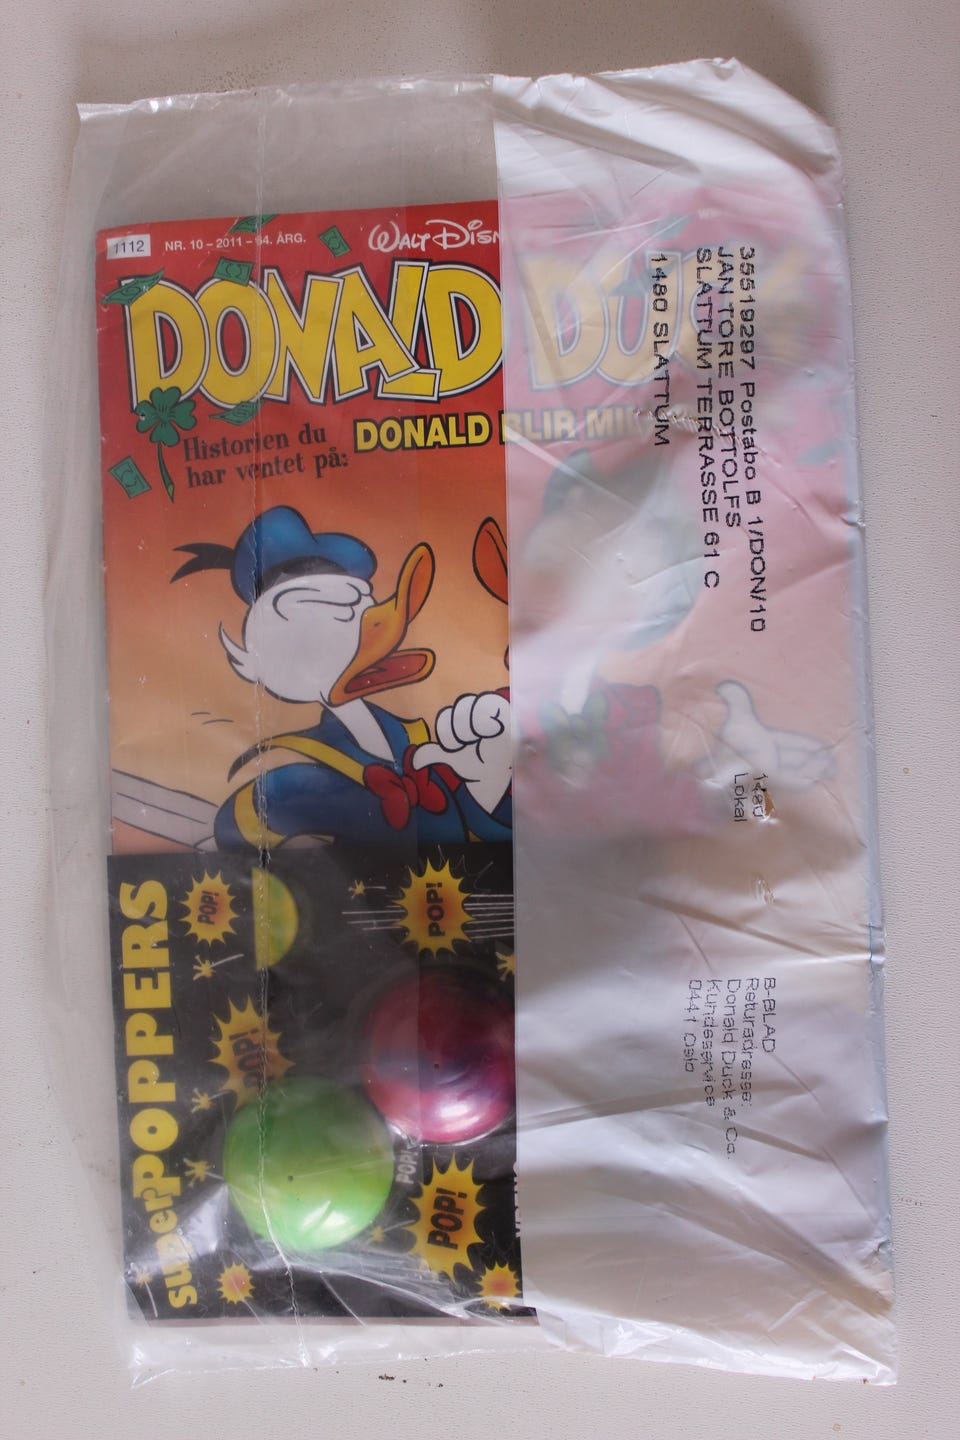 1112
NR. 10 – 2011 – 64. ÅRG.
WALT DISN
DONALD DUCK
Historien du
har ventet på:
DONALD BLIR MI
35519297 Postabo B 1/DON/10
JAN TORE BOTTOLFS
SLATTUM TERRASSE 61 C
1480 SLATTUM
1480
Lokal
B-BLAD
Returadresse:
Donald Duck & Co.
Kundeservice
0441 Oslo
superPOPPERS
POP!
POP!
POP!
POP!
POP!